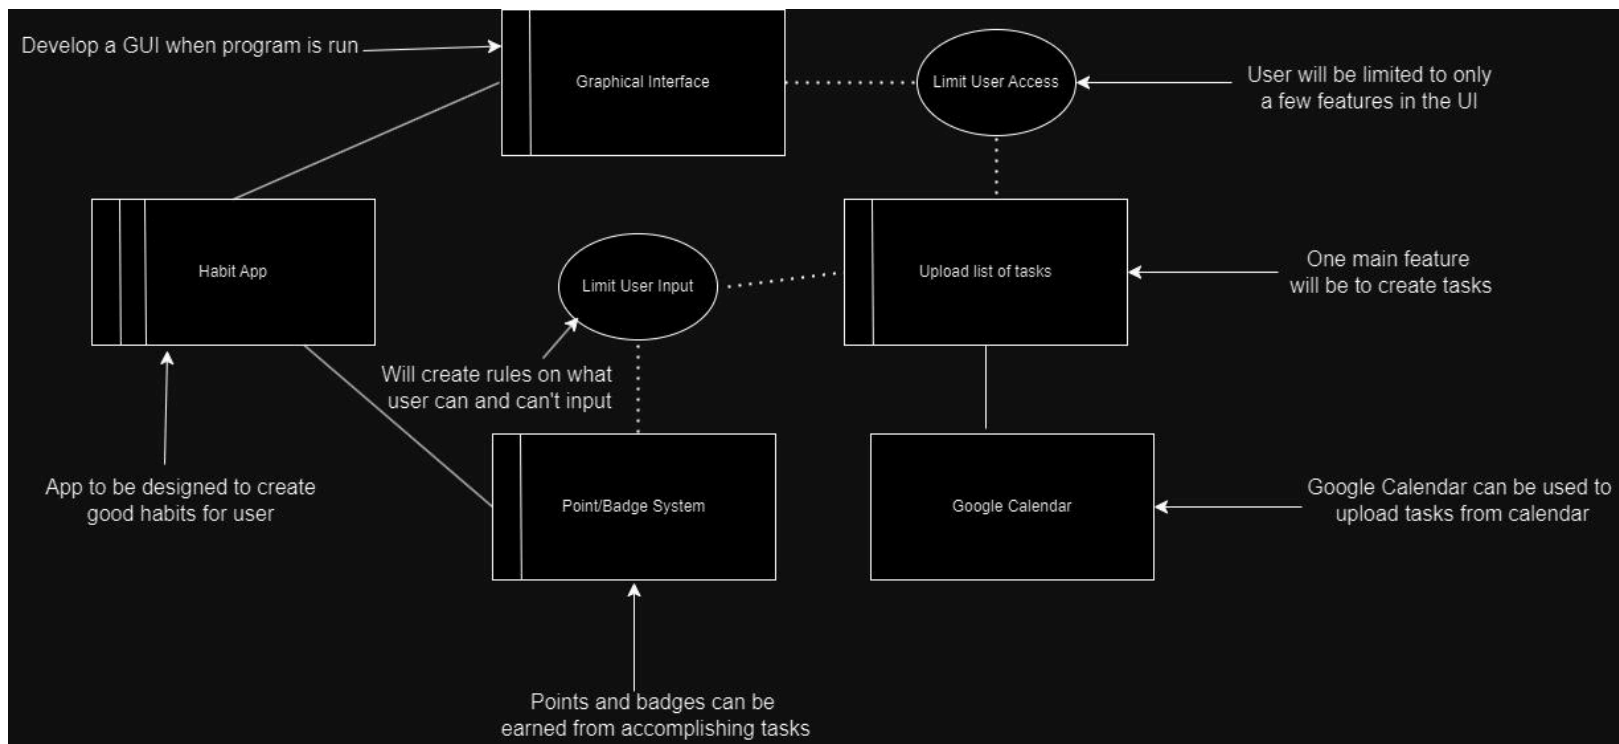 Develop a GUI when program is run
Graphical Interface
Limit User Access
User will be limited to only
a few features in the UI
Habit App
Limit User Input
Upload list of tasks
One main feature
will be to create tasks
Will create rules on what
user can and can't input
App to be designed to create
good habits for user
Point/Badge System
Google Calendar
Google Calendar can be used to
upload tasks from calendar
Points and badges can be
earned from accomplishing tasks